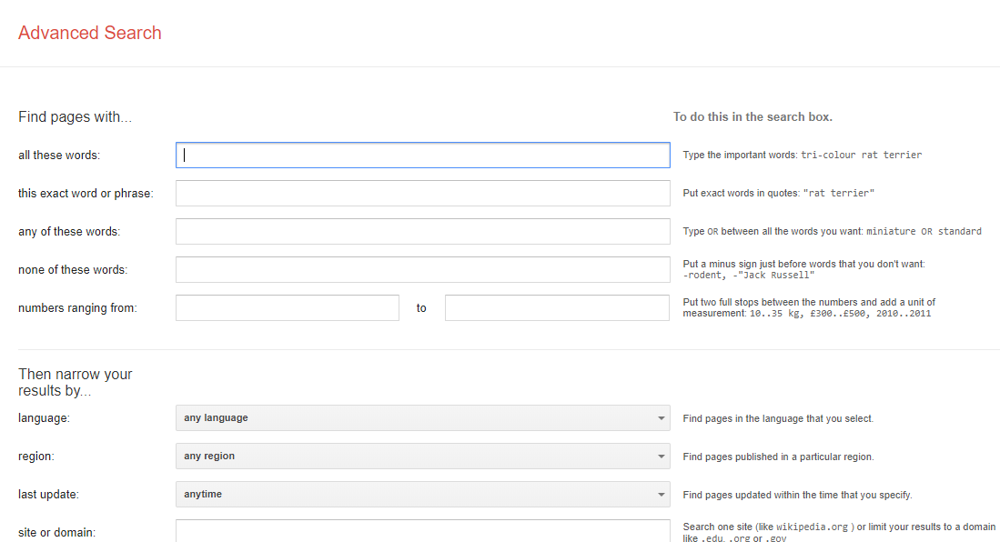 Advanced Search
Find pages with...
To do this in the search box.
all these words:
Type the important words: tri-colour rat terrier
this exact word or phrase:
Put exact words in quotes: "rat terrier"
any of these words:
Type OR between all the words you want: miniature OR standard
none of these words:
Put a minus sign just before words that you don't want:
-rodent, -"Jack Russell"
numbers ranging from:
to
Put two full stops between the numbers and add a unit of
measurement: 10..35 kg, £300..£500, 2010..2011
Then narrow your
results by...
language:
any language
Find pages in the language that you select.
region:
any region
Find pages published in a particular region.
last update:
anytime
Find pages updated within the time that you specify.
site or domain:
Search one site (like wikipedia.org ) or limit your results to a domain
like .edu, .org or .gov